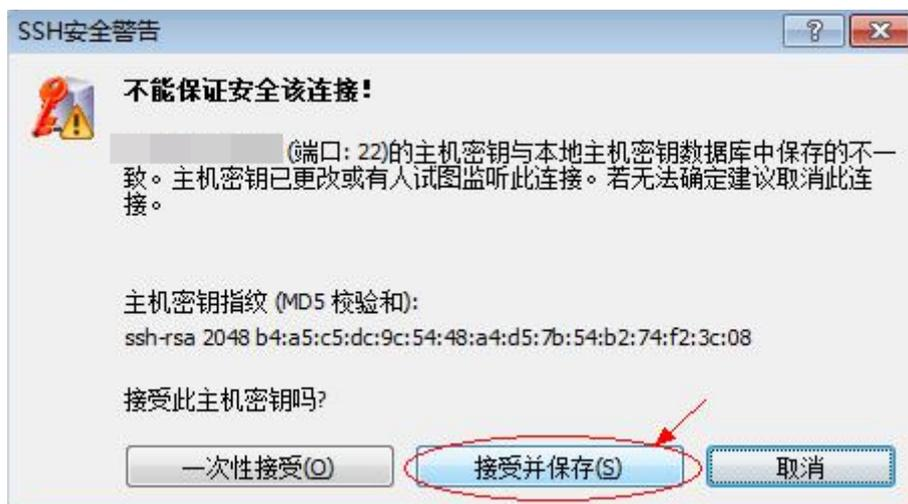 SSH安全警告
不能保证安全该连接!
(端口: 22)的主机密钥与本地主机密钥数据库中保存的不一
致。主机密钥已更改或有人试图监听此连接。若无法确定建议取消此连
接。
主机密钥指纹 (MD5 校验和):
ssh-rsa 2048 b4:a5:c5:dc:9c:54:48:a4:d5:7b:54:b2:74:f2:3c:08
接受此主机密钥吗?
一次性接受(O)
接受并保存(S)
取消